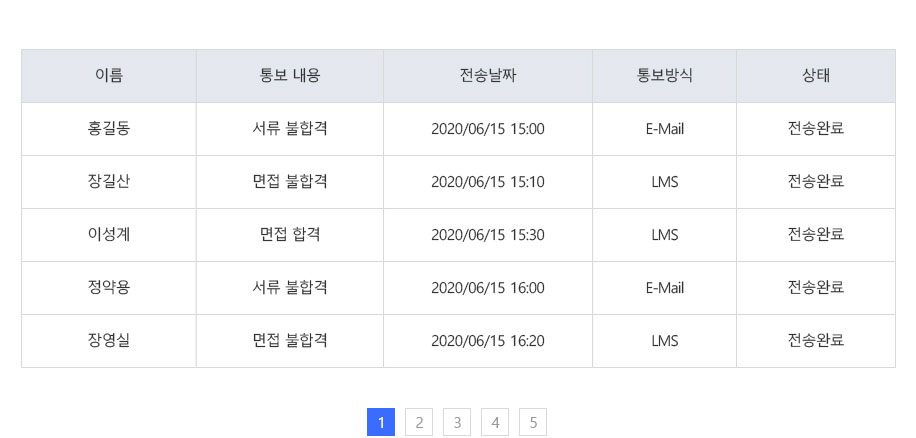 이름 통보 내용 전송날짜 통보방식 상태
홍길동 서류 불합격 2020/06/15 15:00 E-Mail 전송완료
장길산 면접 불합격 2020/06/15 15:10 LMS 전송완료
이성계 면접 합격 2020/06/15 15:30 LMS 전송완료
정약용 서류 불합격 2020/06/15 16:00 E-Mail 전송완료
장영실 면접 불합격 2020/06/15 16:20 LMS 전송완료
1 2 3 4 5